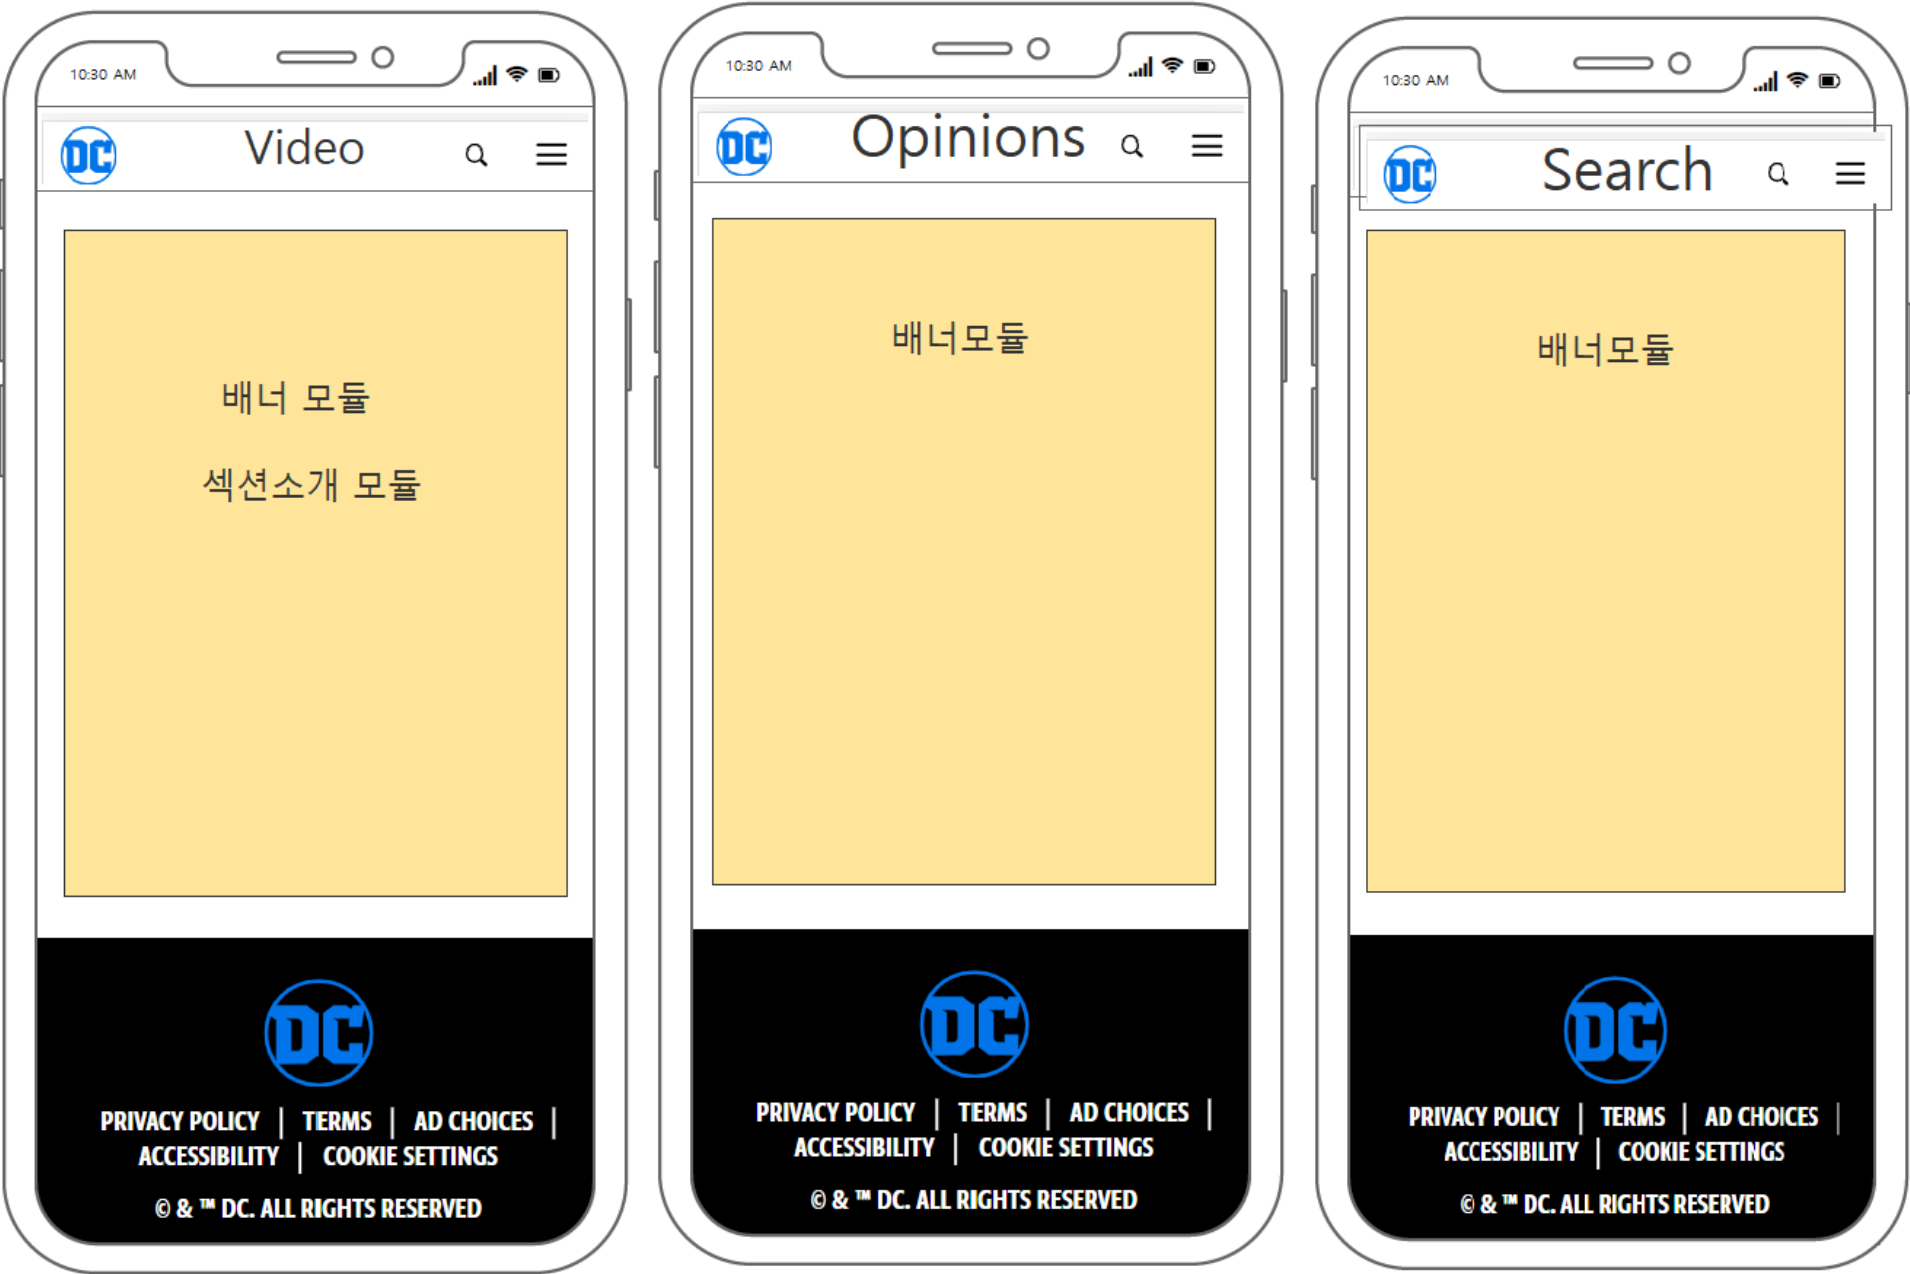 10:30 AM
DC
Video
배너 모듈
섹션소개 모듈
DC
PRIVACY POLICY | TERMS | AD CHOICES |
ACCESSIBILITY | COOKIE SETTINGS
© & ™ DC. ALL RIGHTS RESERVED
10:30 AM
DC
Opinions
배너모듈
DC
PRIVACY POLICY | TERMS | AD CHOICES |
ACCESSIBILITY | COOKIE SETTINGS
© & ™ DC. ALL RIGHTS RESERVED
10:30 AM
DC
Search
배너모듈
DC
PRIVACY POLICY | TERMS | AD CHOICES |
ACCESSIBILITY | COOKIE SETTINGS
© & ™ DC. ALL RIGHTS RESERVED